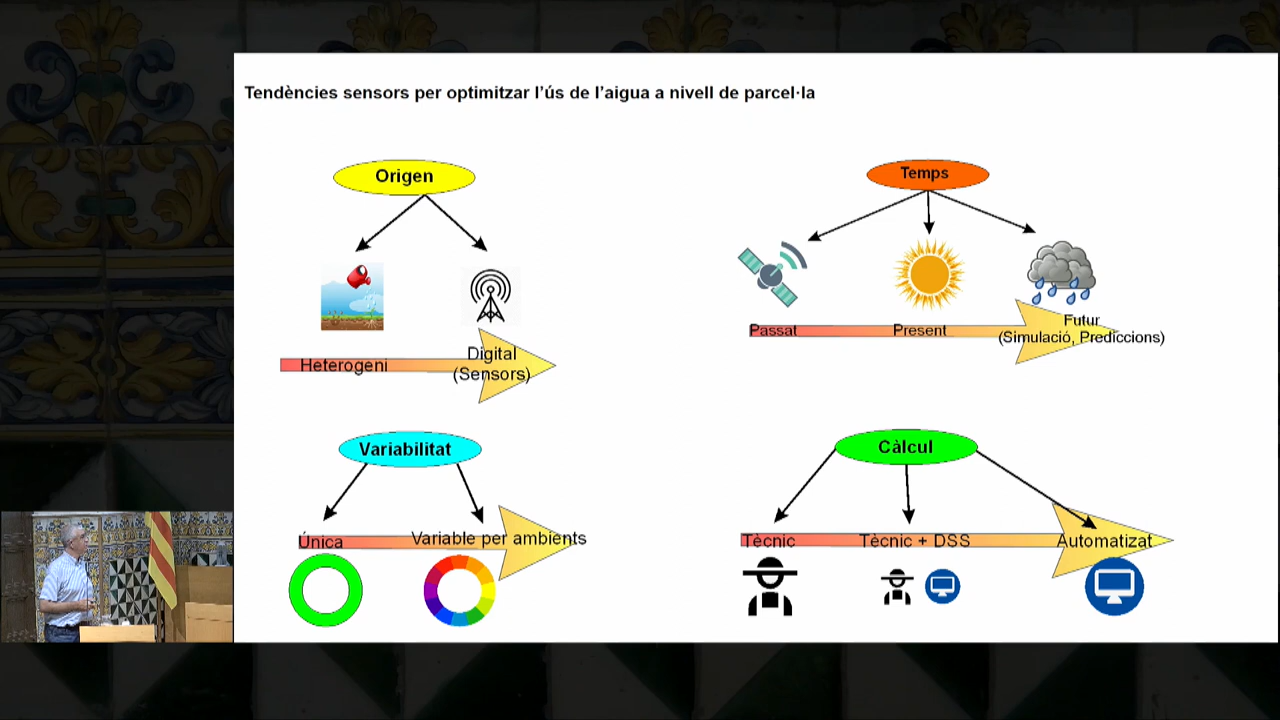 Tendències sensors per optimitzar l’ús de l’aigua a nivell de parcel·la
Origen
Heterogeni
Digital
(Sensors)
Temps
Passat
Present
Futur
(Simulació, Prediccions)
Variabilitat
Única
Variable per ambients
Càlcul
Tècnic
Tècnic + DSS
Automatizat